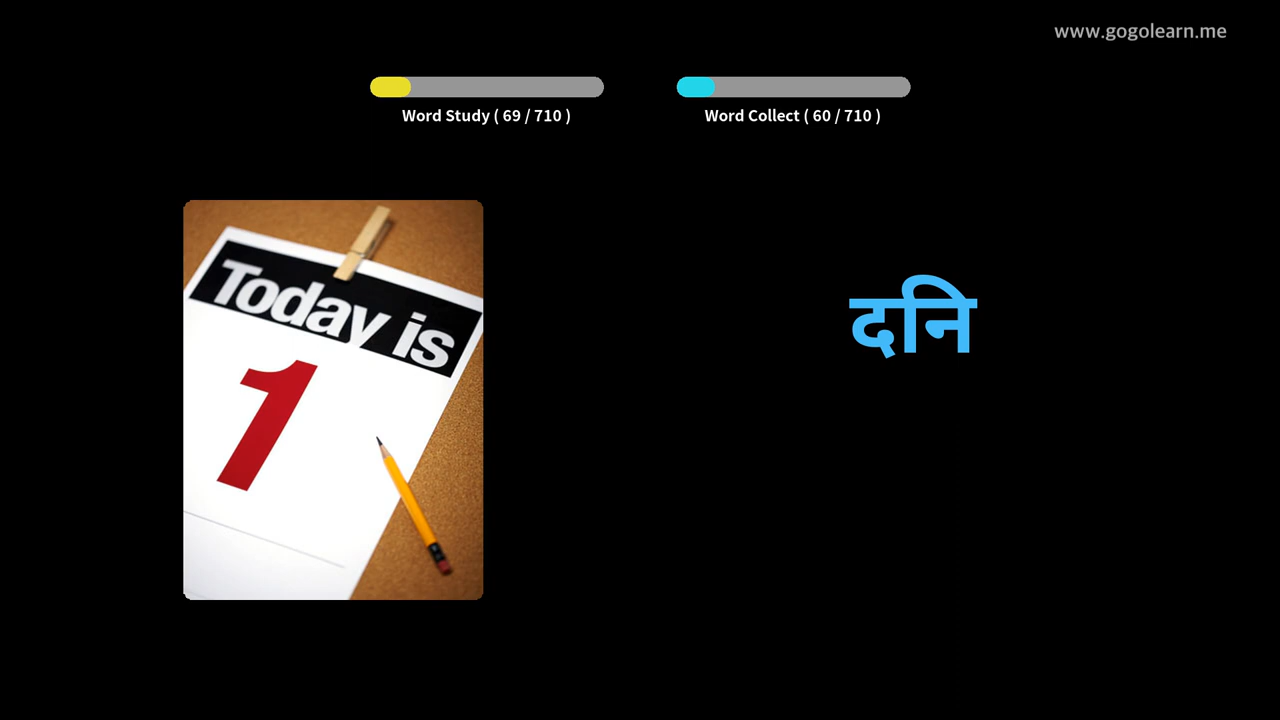 www.gogolearn.me
Word Study ( 69 / 710 )
Word Collect ( 60 / 710 )
Today is
1
दनि